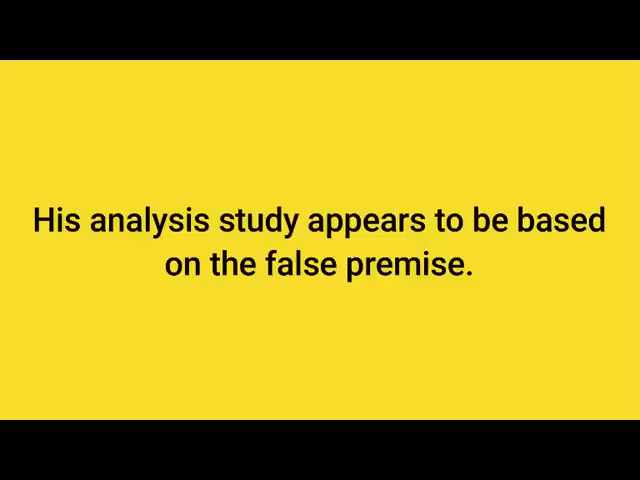 His analysis study appears to be based
on the false premise.